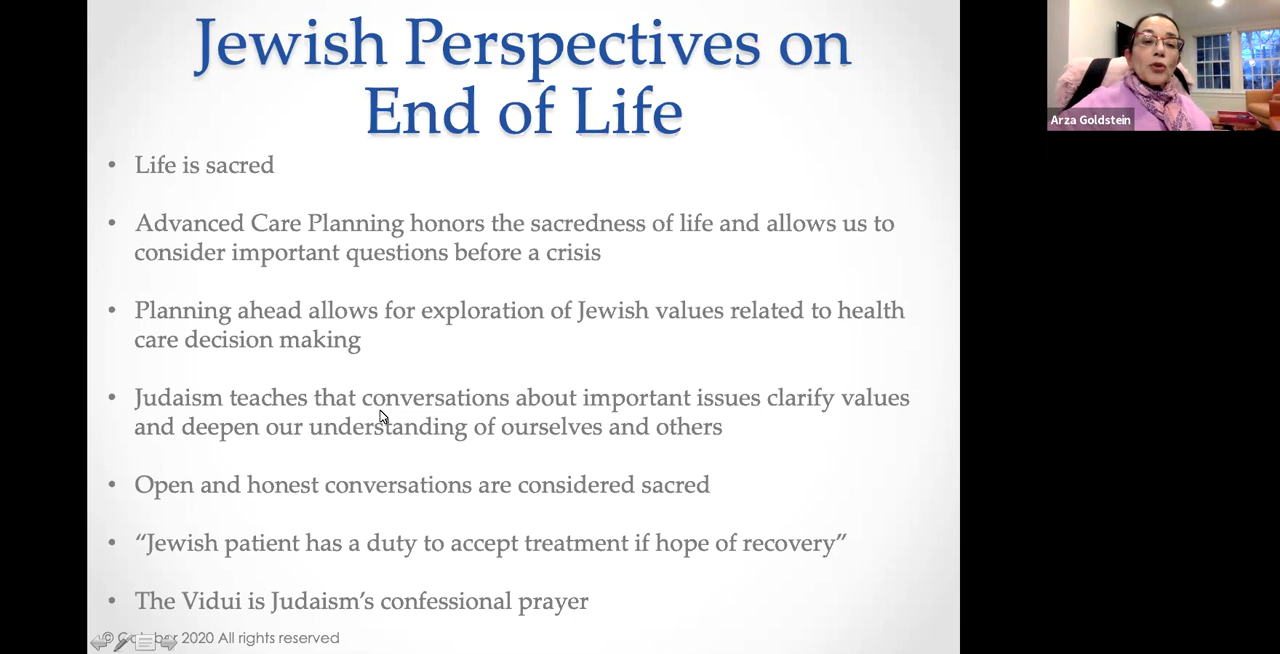 Jewish Perspectives on
End of Life
• Life is sacred
• Advanced Care Planning honors the sacredness of life and allows us to
consider important questions before a crisis
• Planning ahead allows for exploration of Jewish values related to health
care decision making
• Judaism teaches that conversations about important issues clarify values
and deepen our understanding of ourselves and others
• Open and honest conversations are considered sacred
• “Jewish patient has a duty to accept treatment if hope of recovery”
• The Vidui is Judaism’s confessional prayer
© 2020 All rights reserved
Arza Goldstein